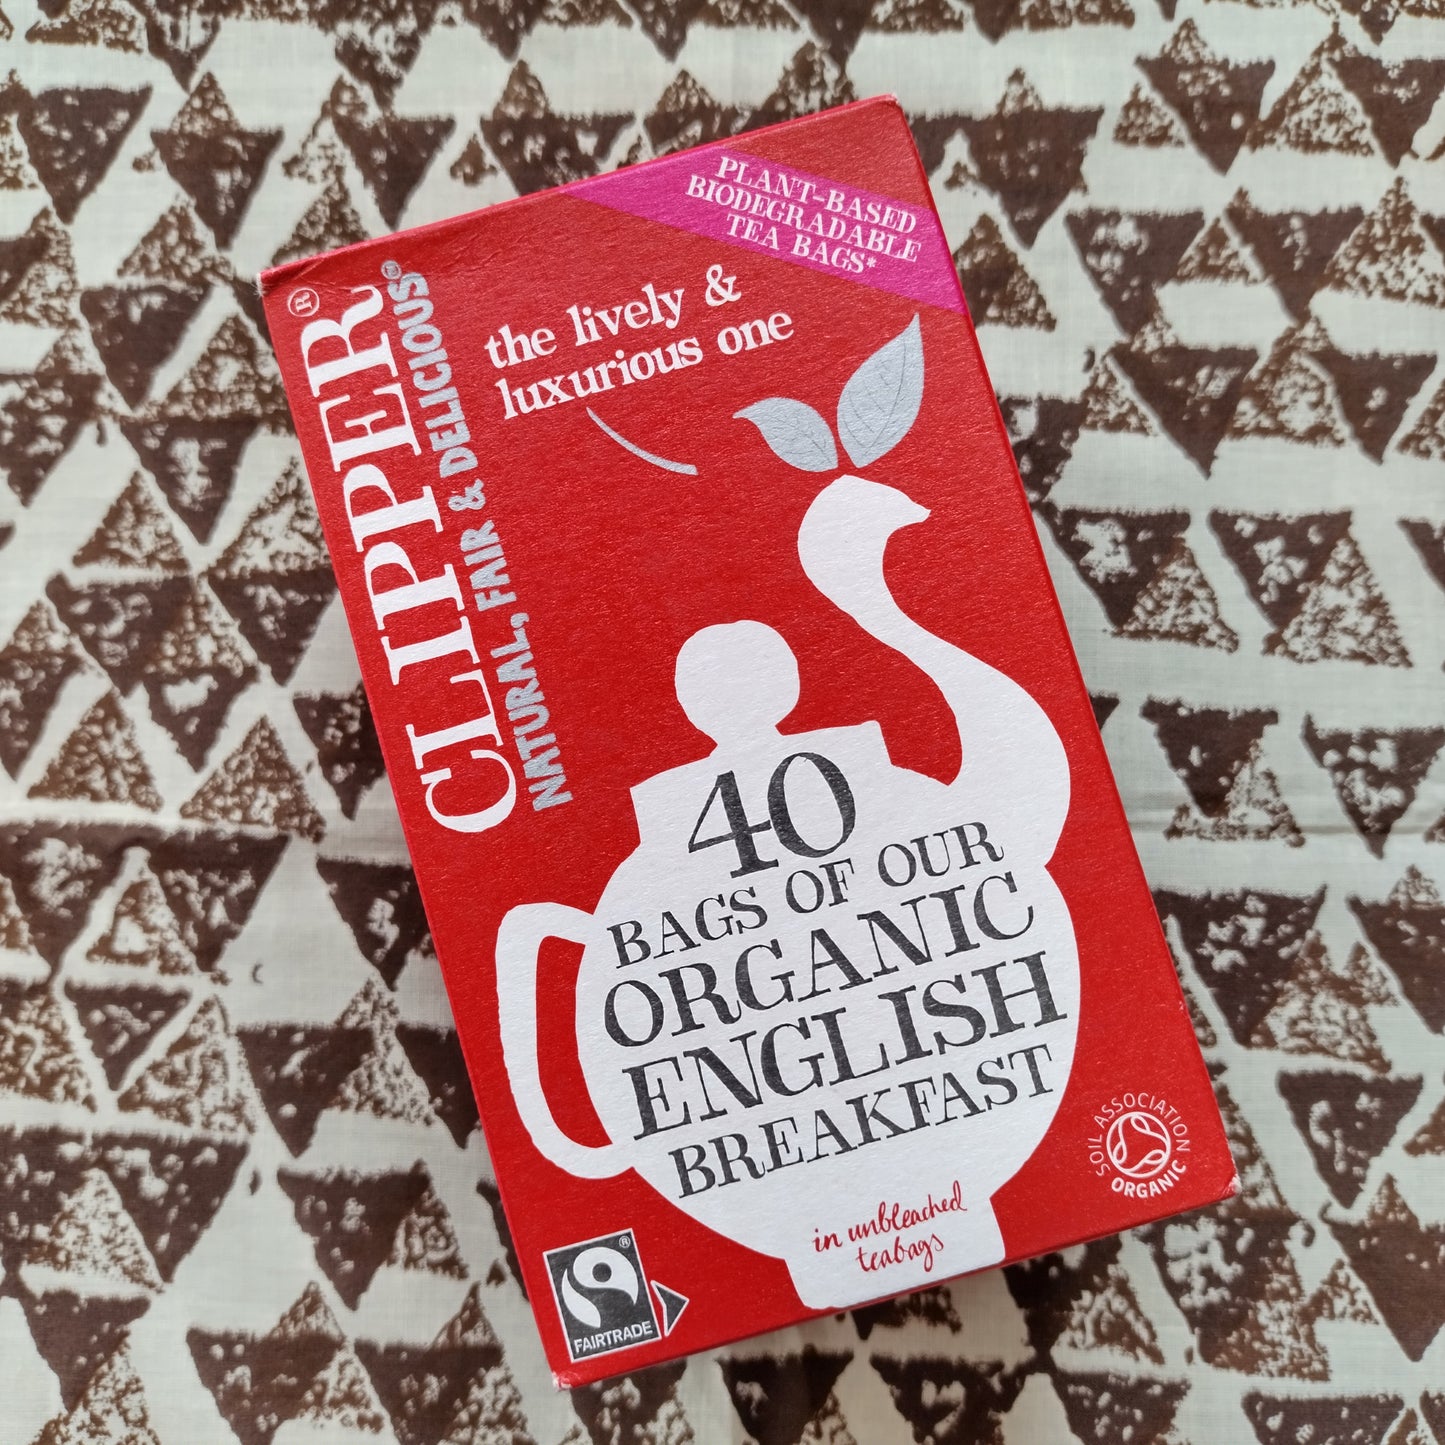 PLANT-BASED
BIODEGRADABLE
TEA BAGS*
CLIPPER®
NATURAL, FAIR & DELICIOUS™
the lively &
luxurious one
40
BAGS OF OUR
ORGANIC
ENGLISH
BREAKFAST
in unbleached
teabags
SOIL ASSOCIATION
ORGANIC
®
FAIRTRADE